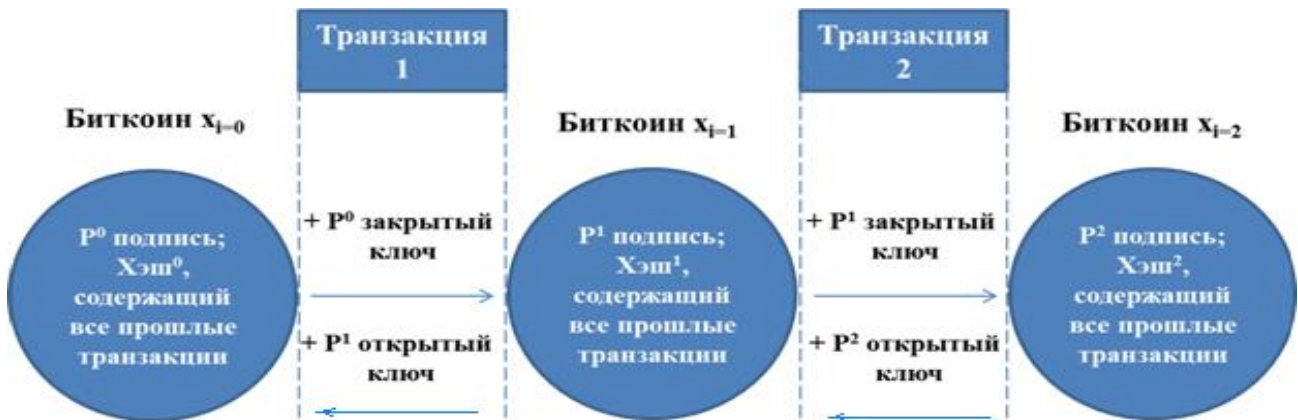 Транзакция
1
Транзакция
2
Биткоин xᵢ₌₀
Биткоин xᵢ₌₁
Биткоин xᵢ₌₂
P⁰ подпись;
Хэш⁰,
содержащий
все прошлые
транзакции
+ P⁰ закрытый
ключ
+ P¹ открытый
ключ
P¹ подпись;
Хэш¹,
содержащий
все прошлые
транзакции
+ P¹ закрытый
ключ
+ P² открытый
ключ
P² подпись;
Хэш²,
содержащий
все прошлые
транзакции